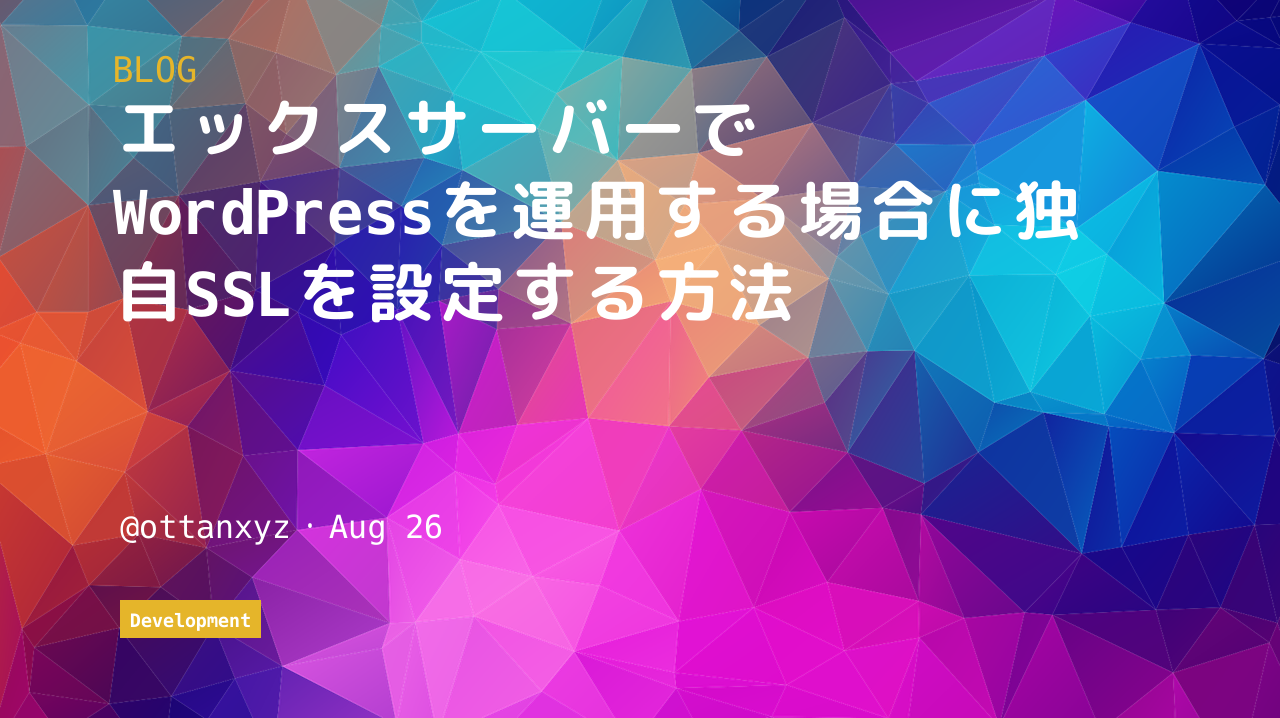 BLOG
エックスサーバーで
WordPressを運用する場合に独
自SSLを設定する方法
@ottanxyz · Aug 26
Development